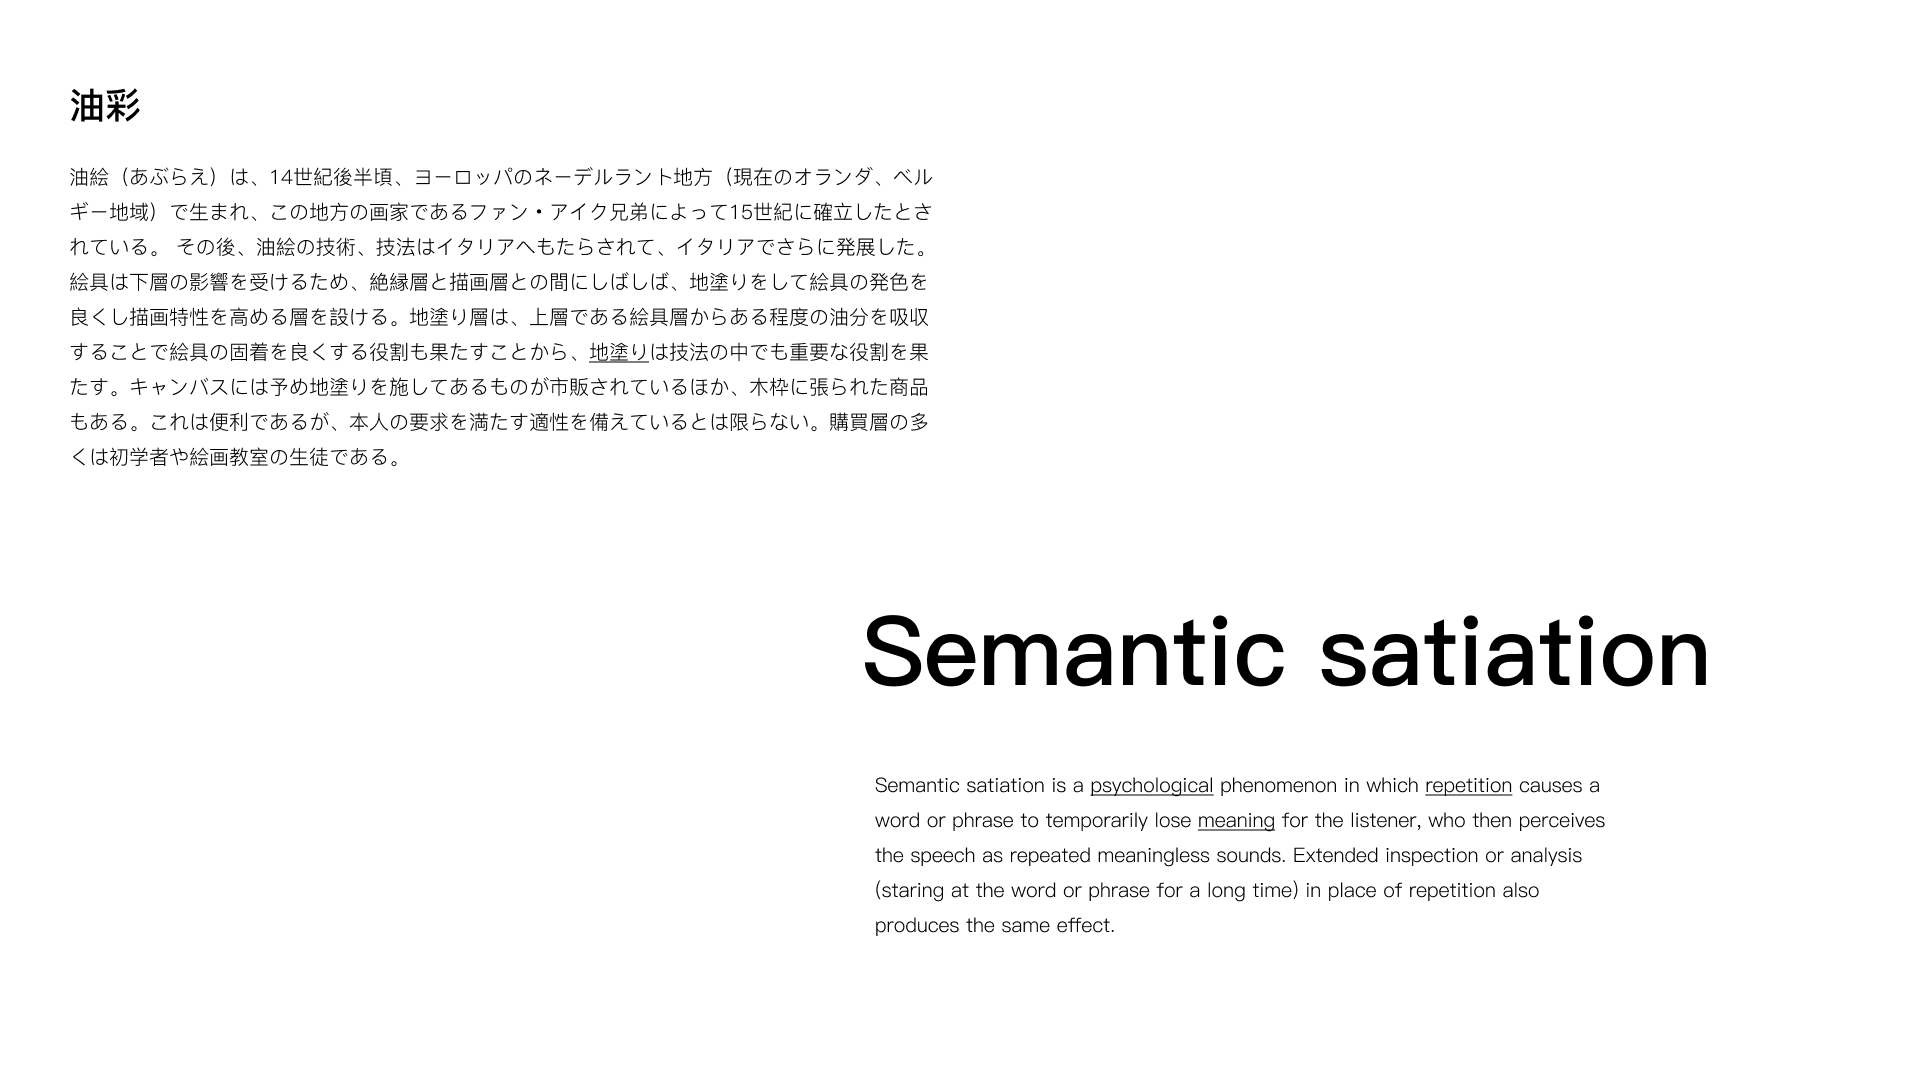 油彩
油絵（あぶらえ）は、14世紀後半頃、ヨーロッパのネーデルラント地方（現在のオランダ、ベル
ギー地域）で生まれ、この地方の画家であるファン・アイク兄弟によって15世紀に確立したとさ
れている。 その後、油絵の技術、技法はイタリアへもたらされて、イタリアでさらに発展した。
絵具は下層の影響を受けるため、絶縁層と描画層との間にしばしば、地塗りをして絵具の発色を
良くし描画特性を高める層を設ける。地塗り層は、上層である絵具層からある程度の油分を吸収
することで絵具の固着を良くする役割も果たすことから、地塗りは技法の中でも重要な役割を果
たす。キャンバスには予め地塗りを施してあるものが市販されているほか、木枠に張られた商品
もある。これは便利であるが、本人の要求を満たす適性を備えているとは限らない。購買層の多
くは初学者や絵画教室の生徒である。
Semantic satiation
Semantic satiation is a psychological phenomenon in which repetition causes a
word or phrase to temporarily lose meaning for the listener, who then perceives
the speech as repeated meaningless sounds. Extended inspection or analysis
(staring at the word or phrase for a long time) in place of repetition also
produces the same effect.